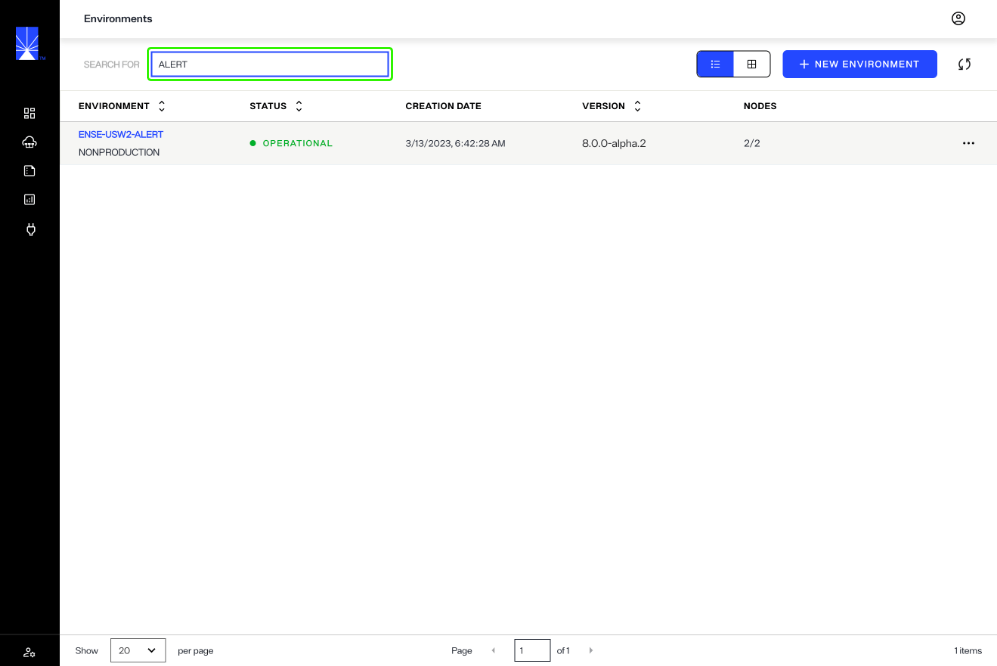 Environments
SEARCH FOR ALERT
NEW ENVIRONMENT
ENVIRONMENT STATUS CREATION DATE VERSION NODES
ENSE-USW2-ALERT
NONPRODUCTION
OPERATIONAL 3/13/2023, 6:42:28 AM 8.0.0-alpha.2 2/2
Show 20 per page Page 1 of 1 1 items